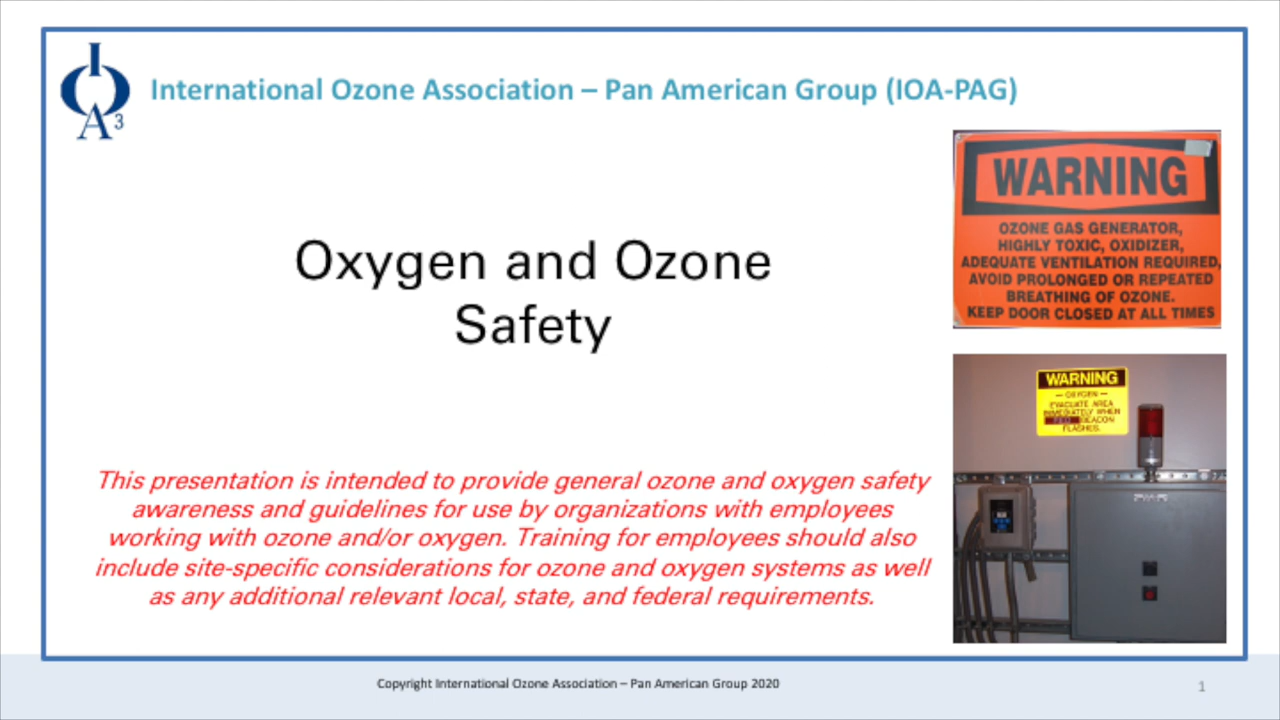 IOA3
International Ozone Association – Pan American Group (IOA-PAG)
Oxygen and Ozone
Safety
This presentation is intended to provide general ozone and oxygen safety
awareness and guidelines for use by organizations with employees
working with ozone and/or oxygen. Training for employees should also
include site-specific considerations for ozone and oxygen systems as well
as any additional relevant local, state, and federal requirements.
WARNING
OZONE GAS GENERATOR,
HIGHLY TOXIC, OXIDIZER,
ADEQUATE VENTILATION REQUIRED,
AVOID PROLONGED OR REPEATED
BREATHING OF OZONE.
KEEP DOOR CLOSED AT ALL TIMES
WARNING
— OXYGEN —
EVACUATE AREA
IMMEDIATELY WHEN
RED BEACON
FLASHES.
Copyright International Ozone Association – Pan American Group 2020
1